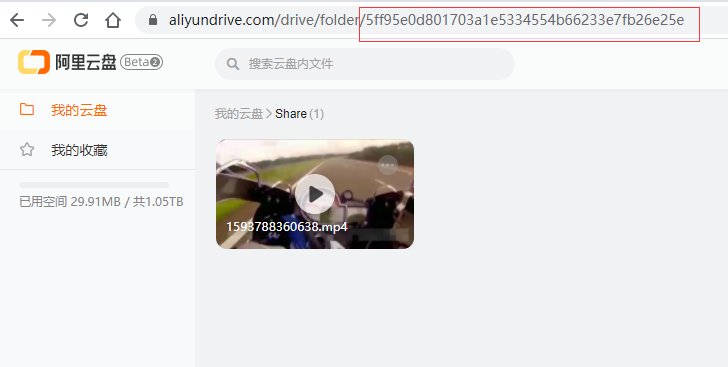 aliyundrive.com/drive/folder/5ff95e0d801703a1e5334554b66233e7fb26e25e
阿里云盘 Beta2
搜索云盘内文件
我的云盘
我的云盘 > Share (1)
我的收藏
已用空间 29.91MB / 共1.05TB
1593788360638.mp4